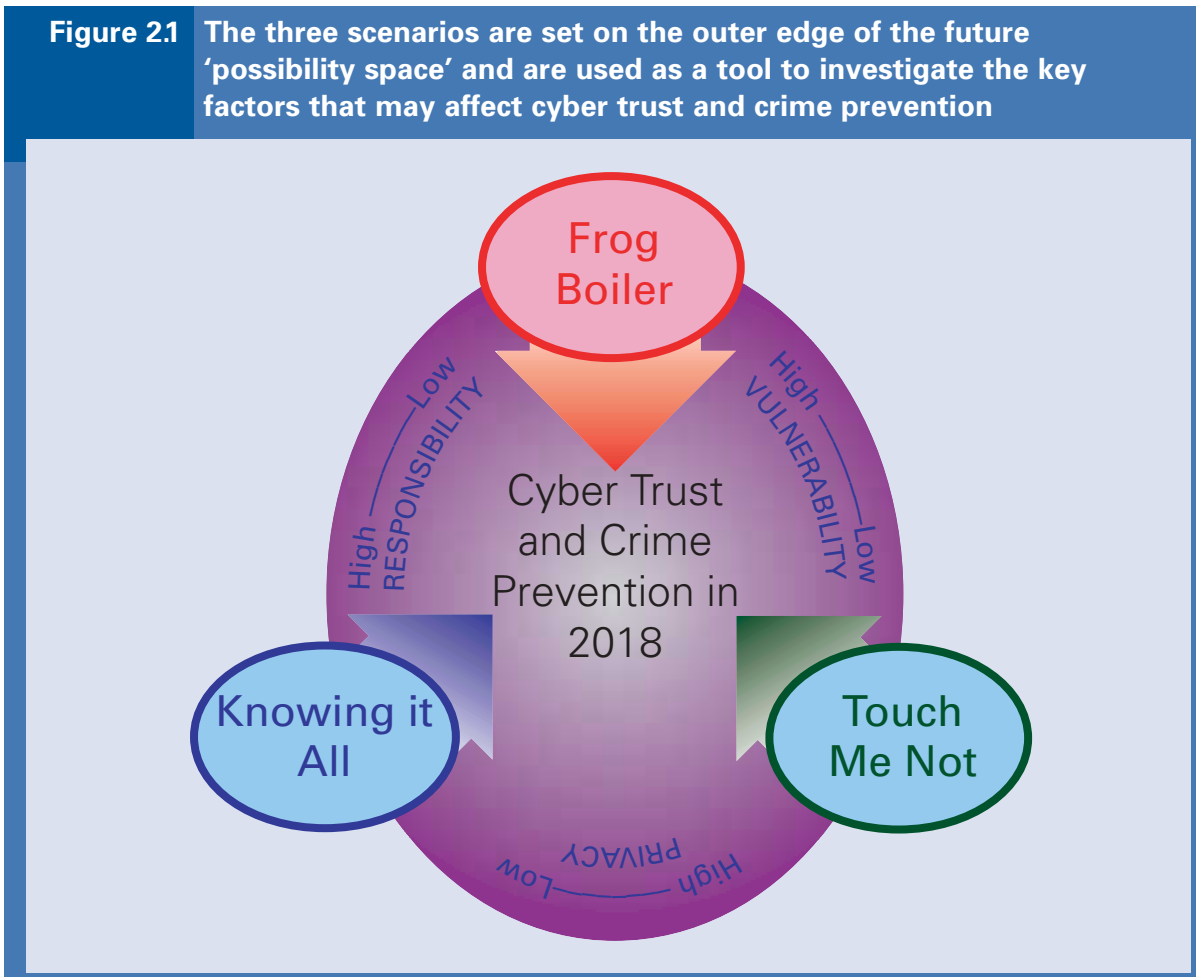 Figure 2.1
The three scenarios are set on the outer edge of the future
‘possibility space’ and are used as a tool to investigate the key
factors that may affect cyber trust and crime prevention
Frog
Boiler
High Low
RESPONSIBILITY
High Low
VULNERABILITY
Cyber Trust
and Crime
Prevention in
2018
Knowing it
All
Touch
Me Not
PRIVACY
Low High